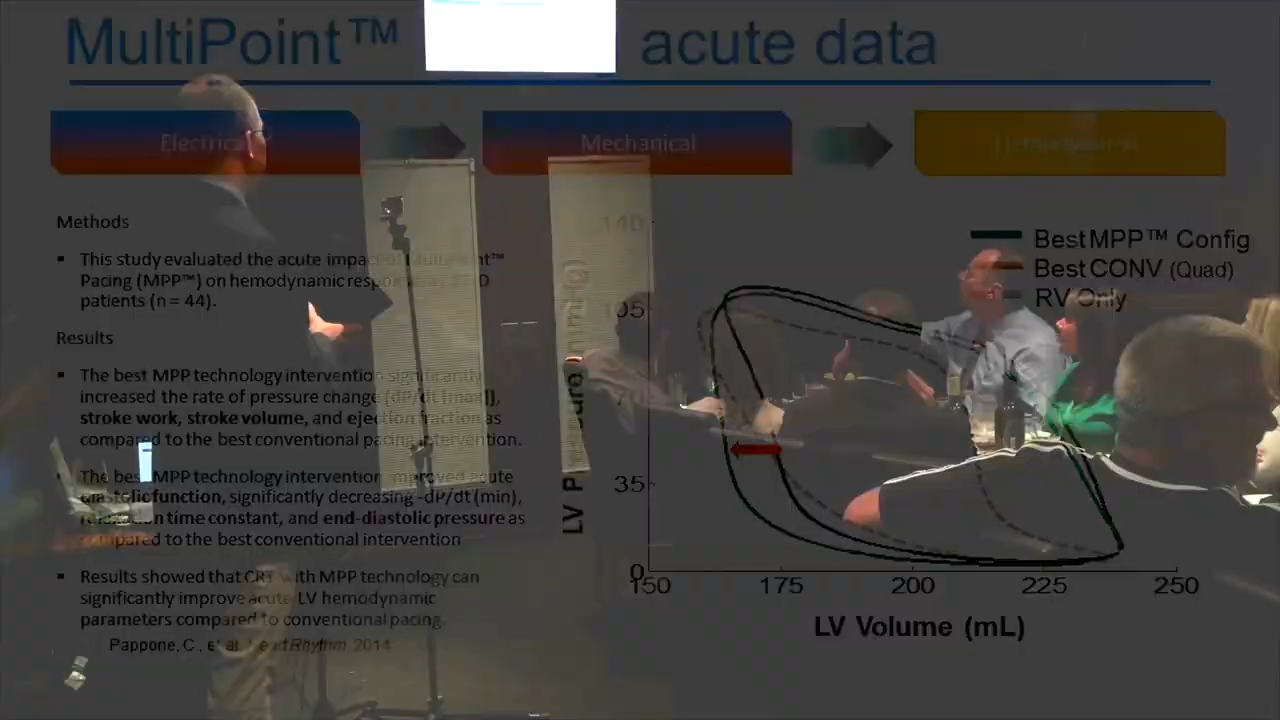 MultiPoint™ acute data
Electrical
Mechanical
Methods
This study evaluated the acute impact of MultiPoint™
Pacing (MPP™) on hemodynamic response
patients (n = 44).
Results
The best MPP technology intervention significantly
increased the rate of pressure change (dP/dt [max]),
stroke work, stroke volume, and ejection fraction as
compared to the best conventional pacing intervention.
The best MPP technology intervention improved acute
diastolic function, significantly decreasing -dP/dt (min),
relaxation time constant, and end-diastolic pressure as
compared to the best conventional intervention
Results showed that CRT with MPP technology can
significantly improve acute LV hemodynamic
parameters compared to conventional pacing.
Pappone, C., et al. Heart Rhythm, 2014
Best MPP™ Config
Best CONV (Quad)
RV Only
LV Pressure (mmHg)
140
105
70
35
0
150
175
200
225
250
LV Volume (mL)